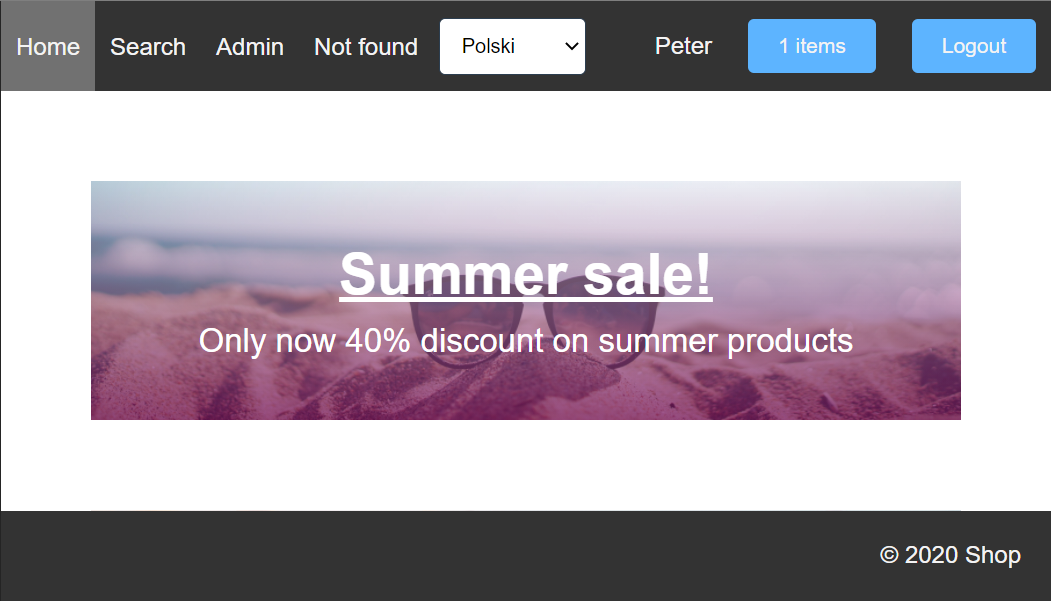 Home Search Admin Not found Polski Peter 1 items Logout
Summer sale!
Only now 40% discount on summer products
© 2020 Shop